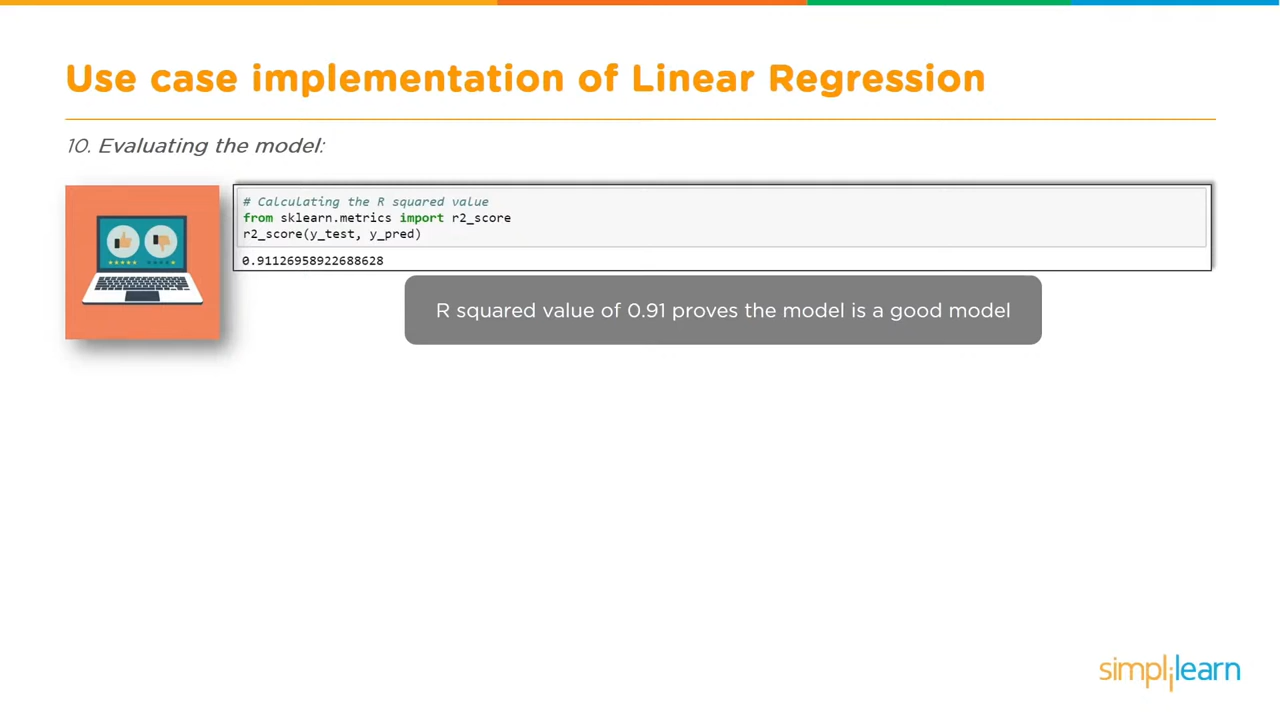 Use case implementation of Linear Regression
10. Evaluating the model:
# Calculating the R squared value
from sklearn.metrics import r2_score
r2_score(y_test, y_pred)
0.91126958922688628
R squared value of 0.91 proves the model is a good model
simplilearn